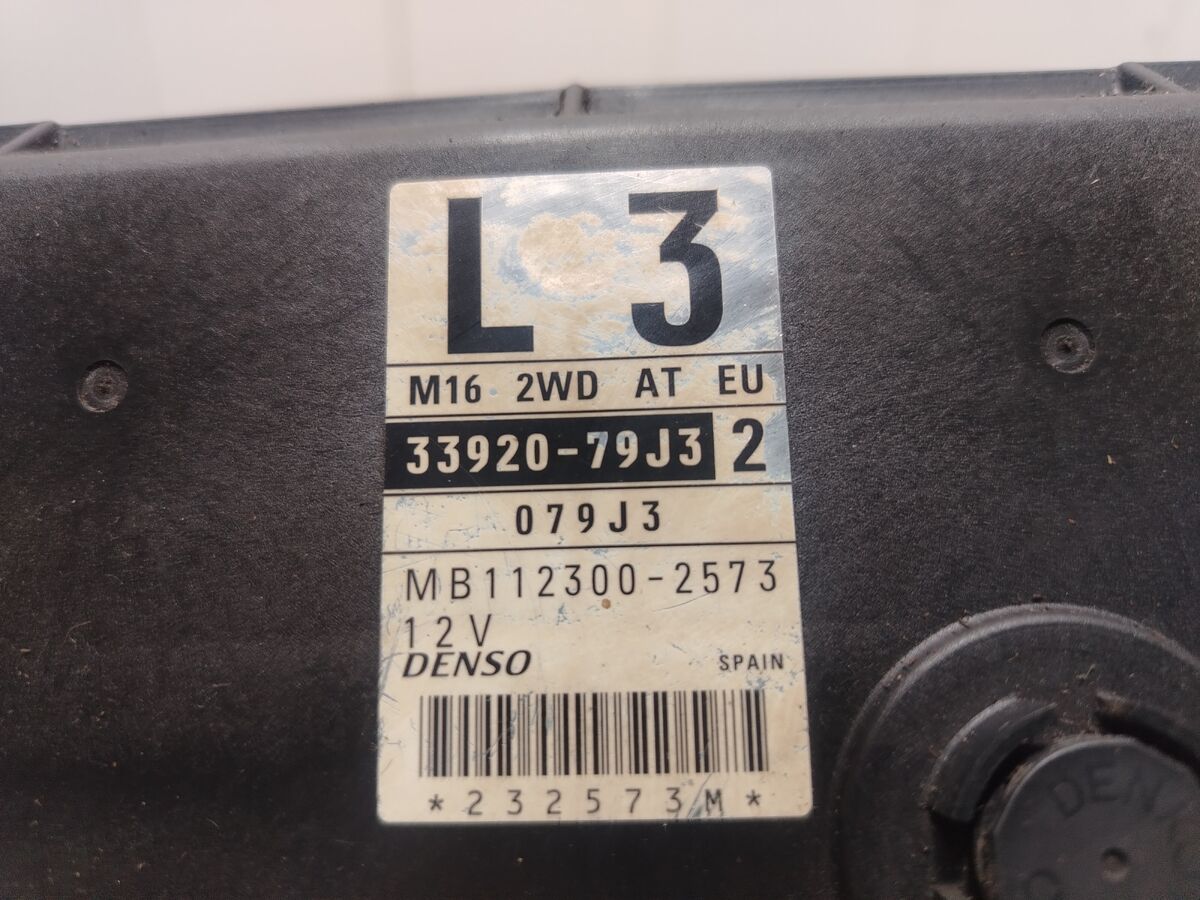 L 3
M16 2WD AT EU
33920-79J3 2
079J3
MB112300-2573
12V
DENSO SPAIN
*232573M*